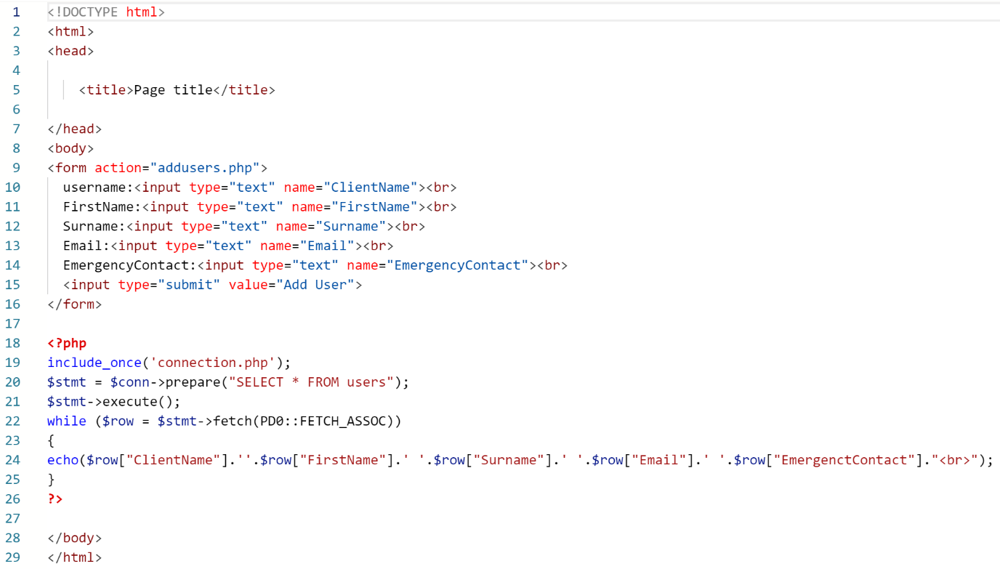 1 <!DOCTYPE html>
2 <html>
3 <head>
4
5 <title>Page title</title>
6
7 </head>
8 <body>
9 <form action="addusers.php">
10 username:<input type="text" name="ClientName"><br>
11 FirstName:<input type="text" name="FirstName"><br>
12 Surname:<input type="text" name="Surname"><br>
13 Email:<input type="text" name="Email"><br>
14 EmergencyContact:<input type="text" name="EmergencyContact"><br>
15 <input type="submit" value="Add User">
16 </form>
17
18 <?php
19 include_once('connection.php');
20 $stmt = $conn->prepare("SELECT * FROM users");
21 $stmt->execute();
22 while ($row = $stmt->fetch(PD0::FETCH_ASSOC))
23 {
24 echo($row["ClientName"].''.$row["FirstName"].' '.$row["Surname"].' '.$row["Email"].' '.$row["EmergenctContact"]."<br>");
25 }
26 ?>
27
28 </body>
29 </html>